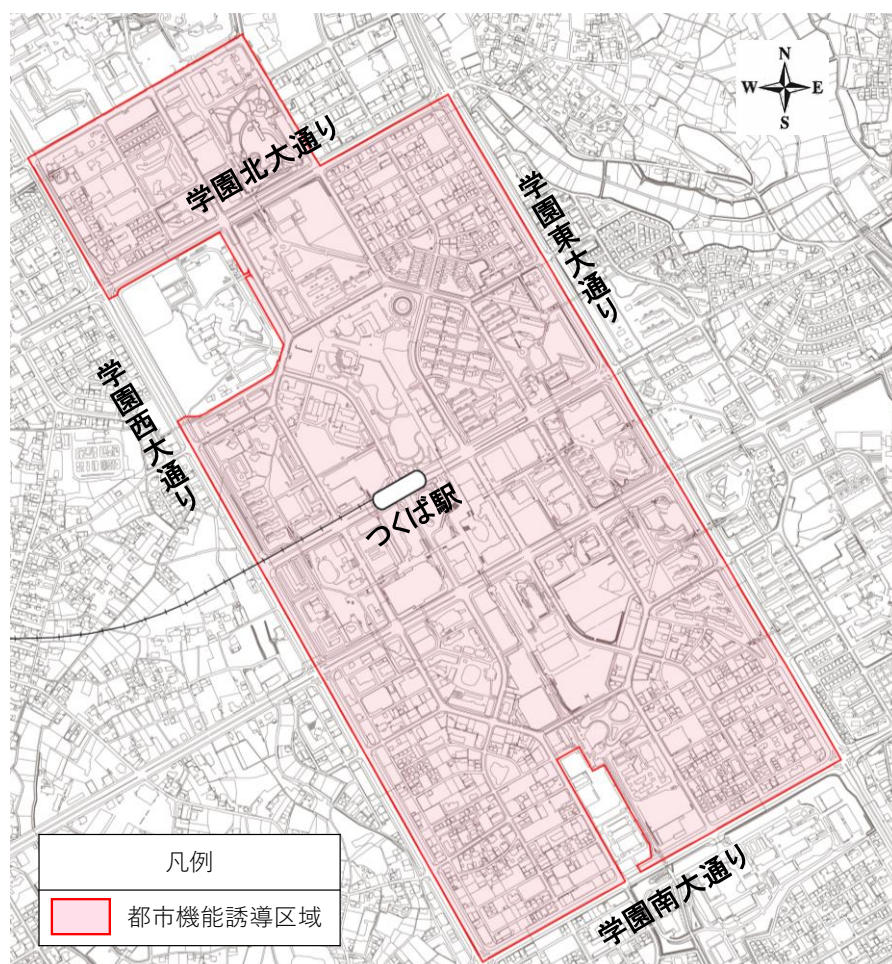 N
W E
S
学園北大通り
学園東大通り
学園西大通り
つくば駅
学園南大通り
凡例
都市機能誘導区域